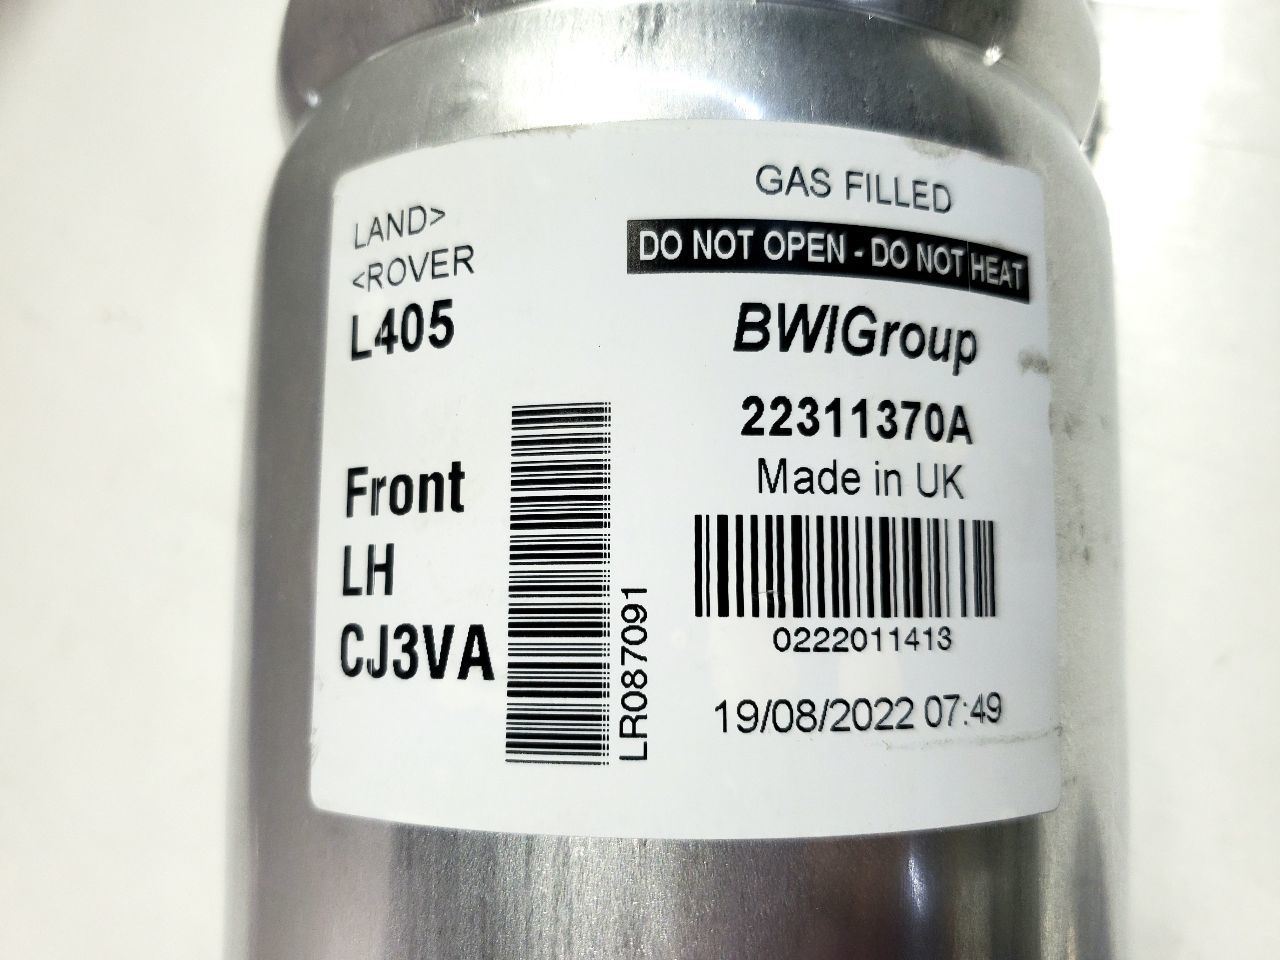 LAND>
<ROVER
L405
Front
LH
CJ3VA
LR087091
GAS FILLED
DO NOT OPEN - DO NOT HEAT
BWIGroup
22311370A
Made in UK
0222011413
19/08/2022 07:49